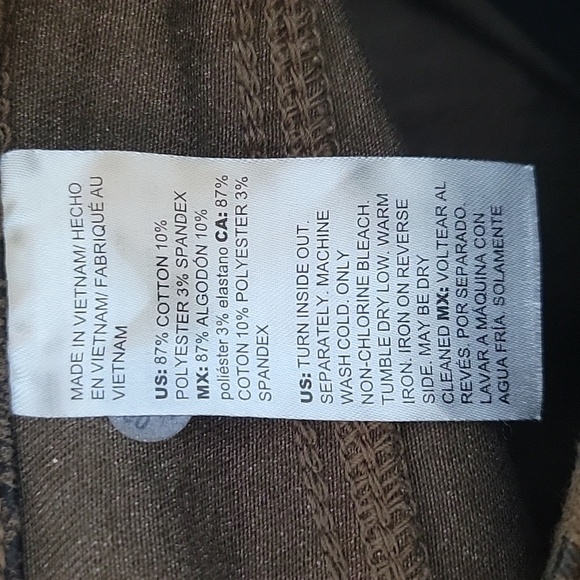 MADE IN VIETNAM/ HECHO
EN VIETNAM/ FABRIQUÉ AU
VIETNAM
US: 87% COTTON 10%
POLYESTER 3% SPANDEX
MX: 87% ALGODÓN 10%
poliéster 3% elastano CA: 87%
COTON 10% POLYESTER 3%
SPANDEX
US: TURN INSIDE OUT.
SEPARATELY. MACHINE
WASH COLD. ONLY
NON-CHLORINE BLEACH.
TUMBLE DRY LOW. WARM
IRON. IRON ON REVERSE
SIDE. MAY BE DRY
CLEANED MX: VOLTEAR AL
REVÉS. POR SEPARADO.
LAVAR A MÁQUINA CON
AGUA FRÍA. SOLAMENTE